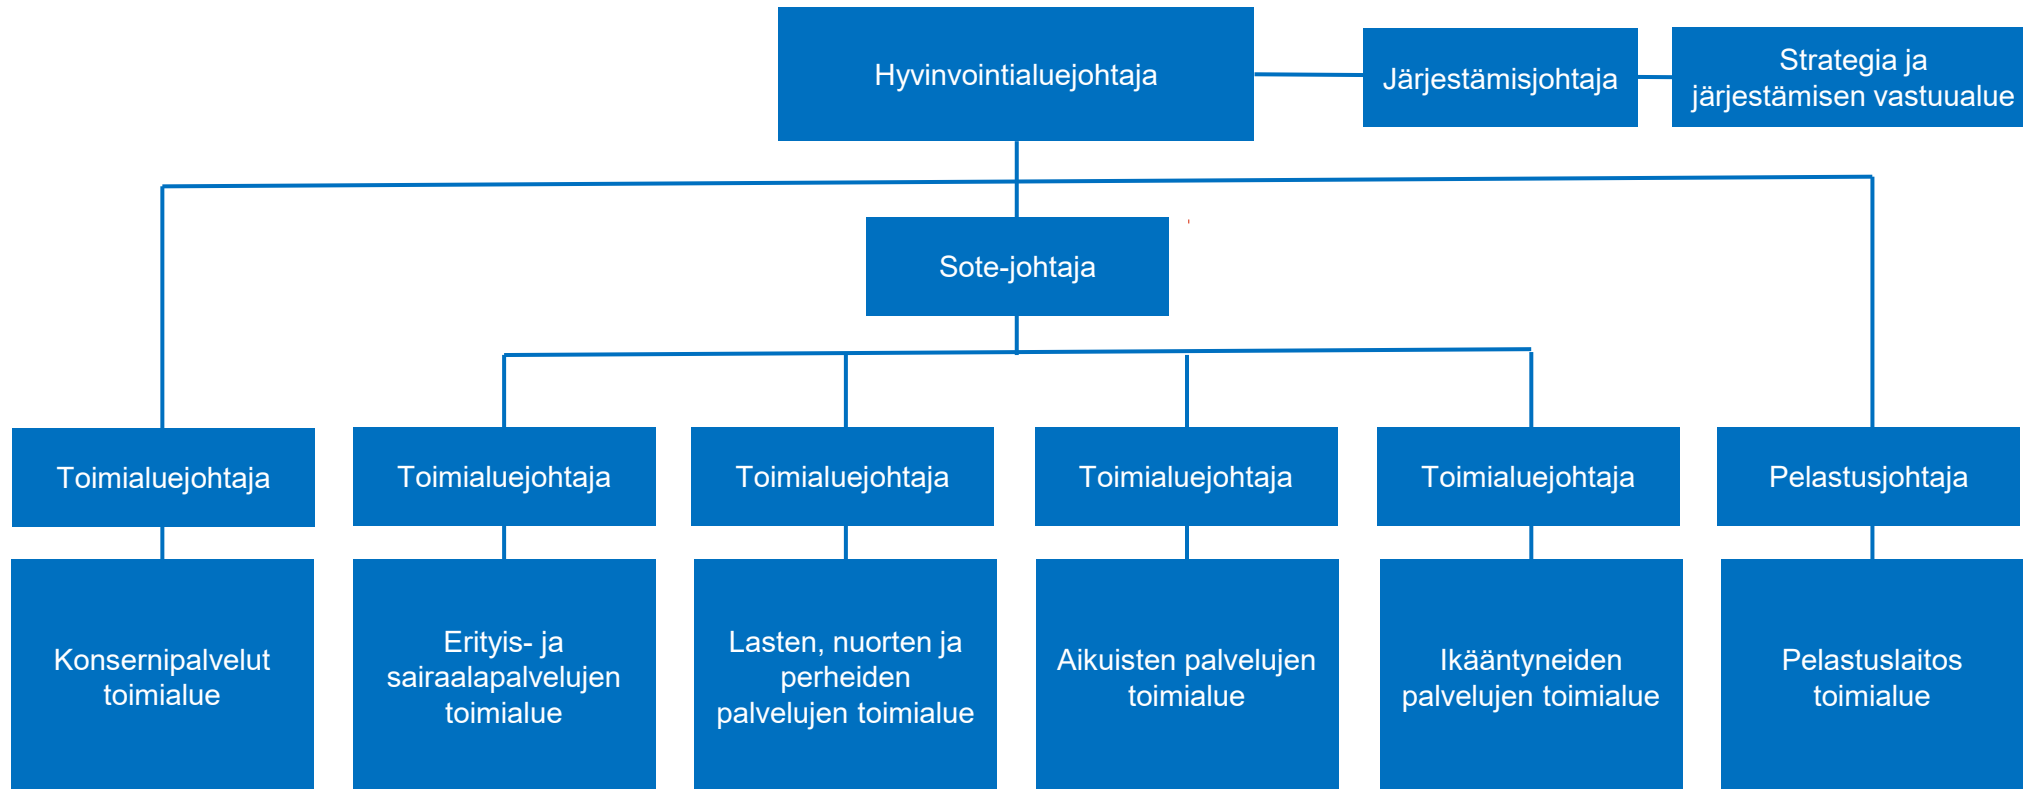 Hyvinvointialuejohtaja
Järjestämisjohtaja
Strategia ja
järjestämisen vastuualue
Sote-johtaja
Toimialuejohtaja
Toimialuejohtaja
Toimialuejohtaja
Toimialuejohtaja
Toimialuejohtaja
Pelastusjohtaja
Konsernipalvelut
toimialue
Erityis- ja
sairaalapalvelujen
toimialue
Lasten, nuorten ja
perheiden
palvelujen toimialue
Aikuisten palvelujen
toimialue
Ikääntyneiden
palvelujen toimialue
Pelastuslaitos
toimialue